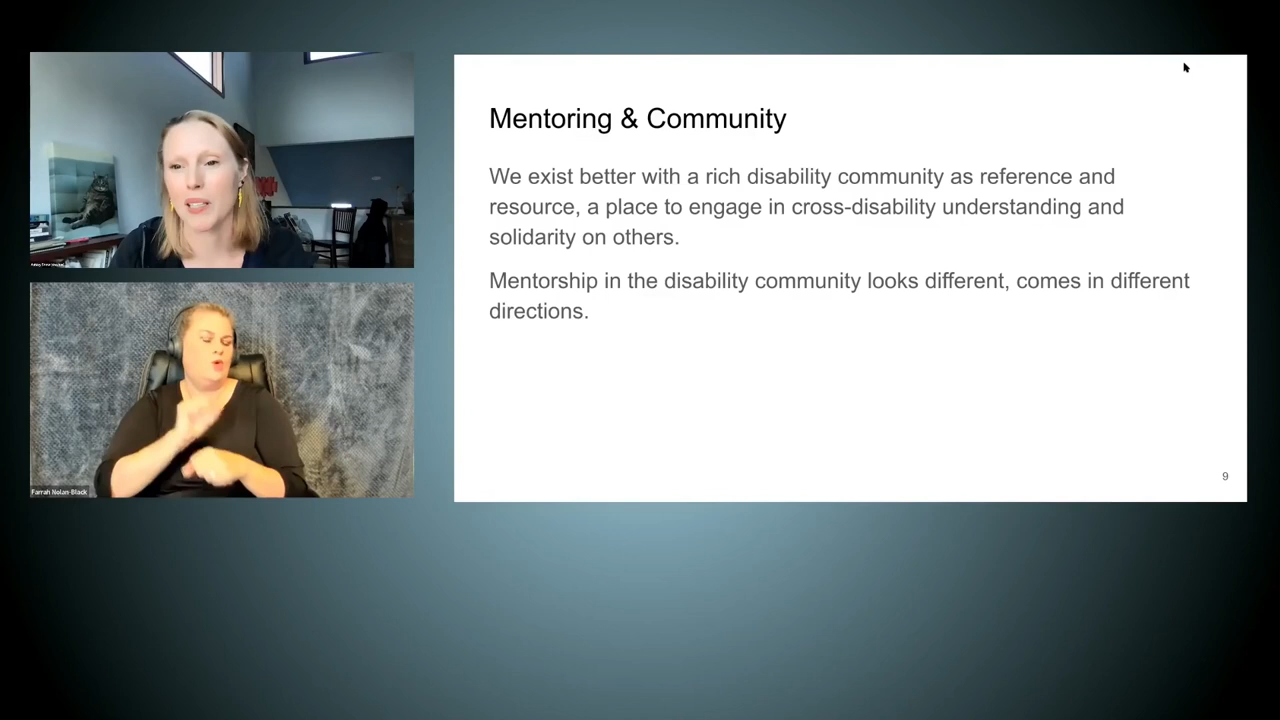 Mentoring & Community
We exist better with a rich disability community as reference and
resource, a place to engage in cross-disability understanding and
solidarity on others.
Mentorship in the disability community looks different, comes in different
directions.
9
Farrah Nolan-Black